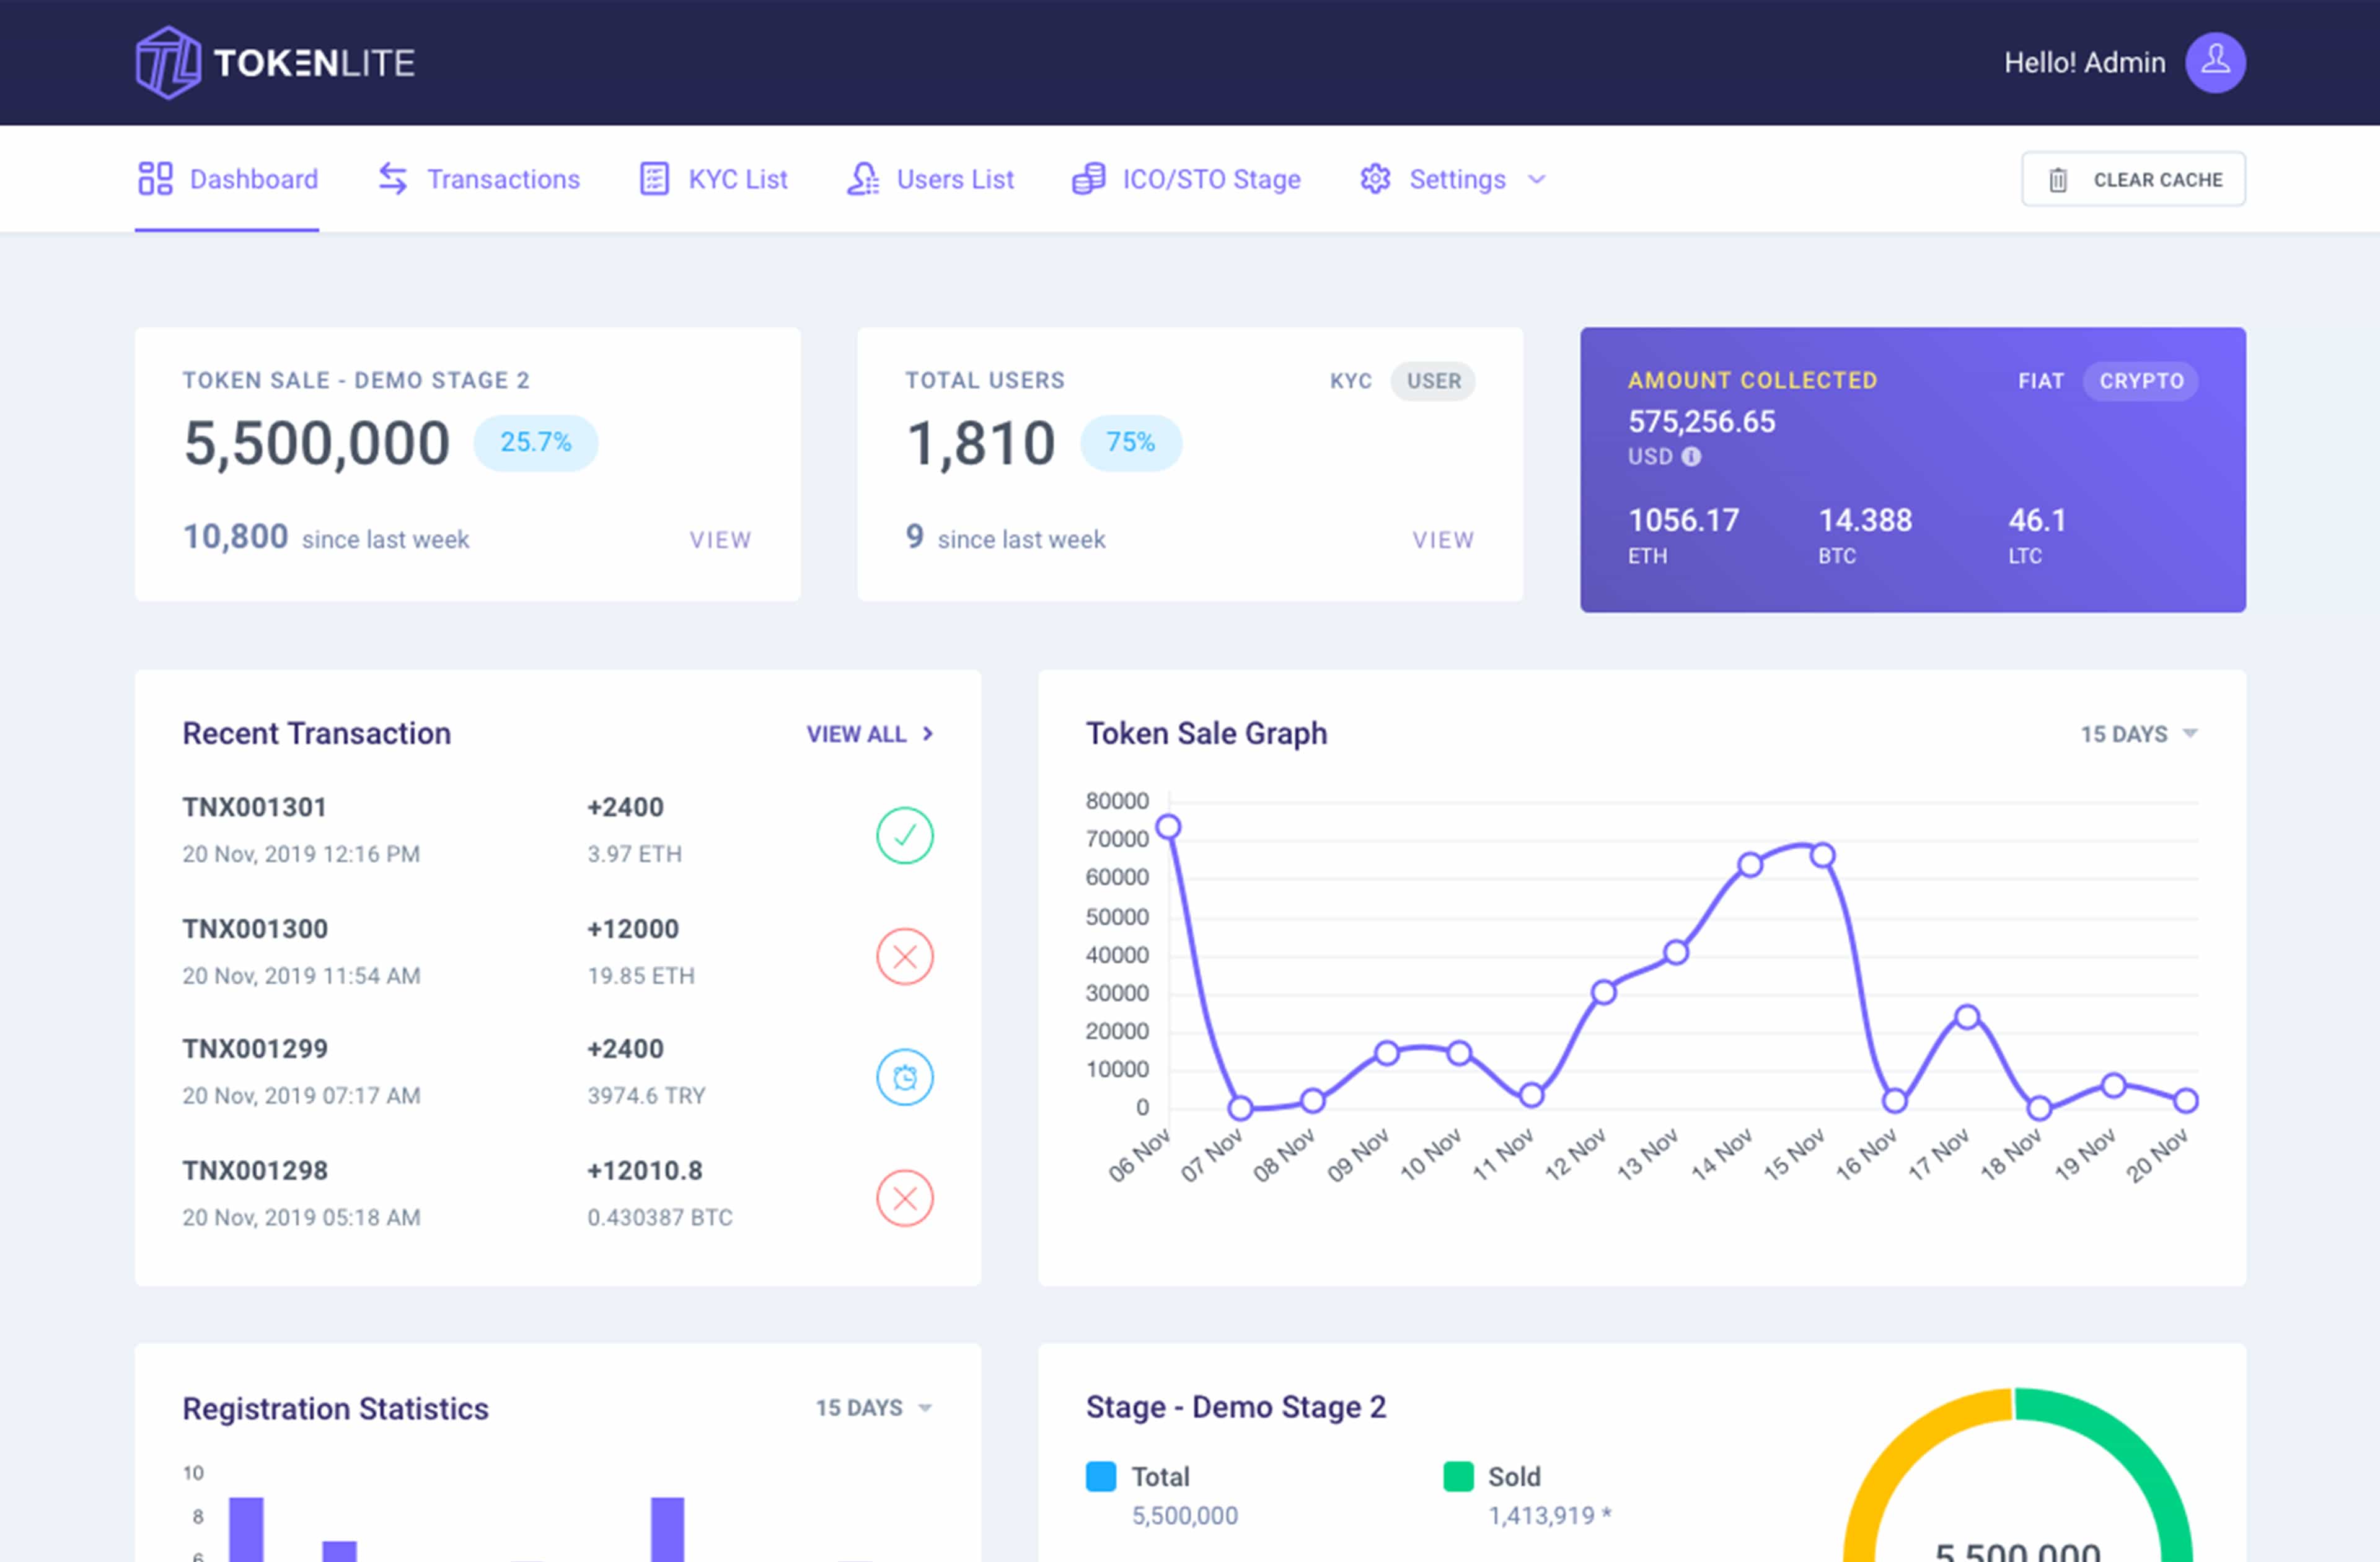 TOKENLITE
Hello! Admin
Dashboard
Transactions
KYC List
Users List
ICO/STO Stage
Settings
CLEAR CACHE
TOKEN SALE - DEMO STAGE 2
5,500,000 25.7%
10,800 since last week VIEW
TOTAL USERS KYC USER
1,810 75%
9 since last week VIEW
AMOUNT COLLECTED FIAT CRYPTO
575,256.65
USD
1056.17 14.388 46.1
ETH BTC LTC
Recent Transaction VIEW ALL
TNX001301 +2400
20 Nov, 2019 12:16 PM 3.97 ETH
TNX001300 +12000
20 Nov, 2019 11:54 AM 19.85 ETH
TNX001299 +2400
20 Nov, 2019 07:17 AM 3974.6 TRY
TNX001298 +12010.8
20 Nov, 2019 05:18 AM 0.430387 BTC
Token Sale Graph 15 DAYS
80000
70000
60000
50000
40000
30000
20000
10000
0
06 Nov 07 Nov 08 Nov 09 Nov 10 Nov 11 Nov 12 Nov 13 Nov 14 Nov 15 Nov 16 Nov 17 Nov 18 Nov 19 Nov 20 Nov
Registration Statistics 15 DAYS
10
8
6
Stage - Demo Stage 2
Total Sold
5,500,000 1,413,919 *
5,500,000